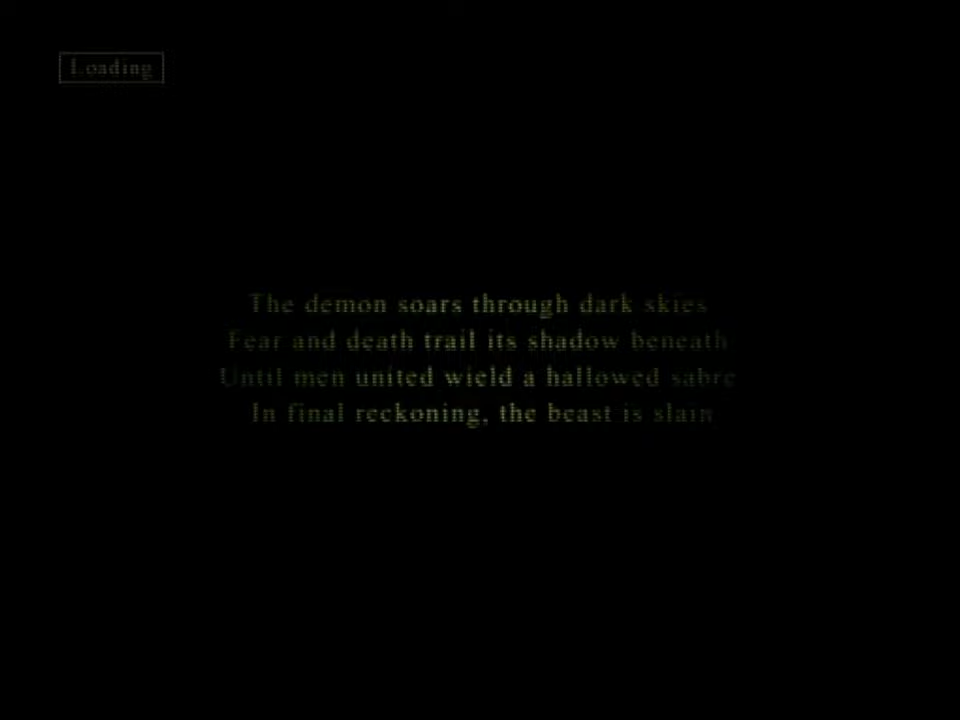 Loading
The demon soars through dark skies
Fear and death trail its shadow beneath
Until men united wield a hallowed sabre
In final reckoning, the beast is slain